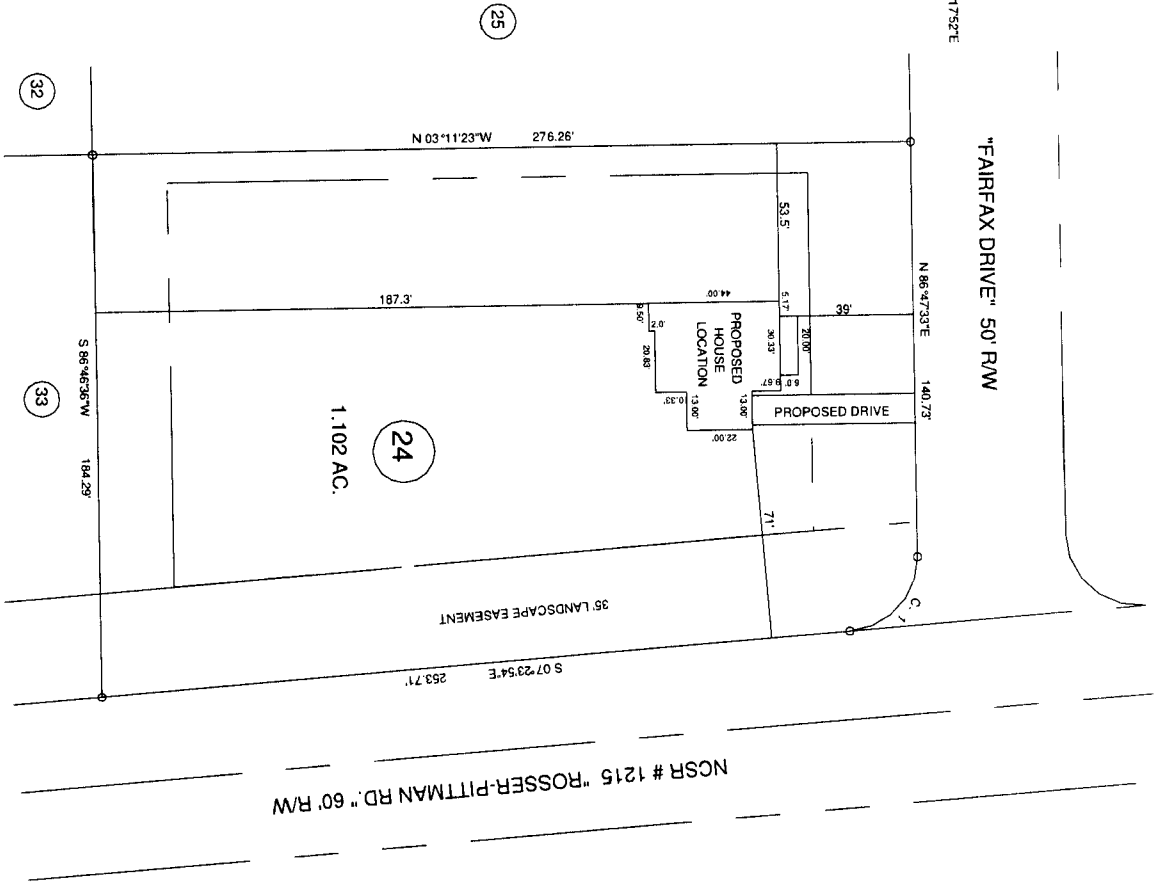 17'52"E
25
32
"FAIRFAX DRIVE" 50' R/W
N 03°11'23"W 276.26'
N 86°47'33"E 140.73'
53.5'
187.3'
44.00'
5.17'
39'
20.00'
30.33'
6.0'
9.67'
9.50'
2.0'
20.83'
PROPOSED
HOUSE
LOCATION
13.00'
13.00'
22.00'
PROPOSED DRIVE
S 86°46'36"W 184.29'
33
24
1.102 AC.
71'
35' LANDSCAPE EASEMENT
S 07°23'54"E 253.71'
NCSR # 1215 "ROSSER-PITTMAN RD." 60' R/W